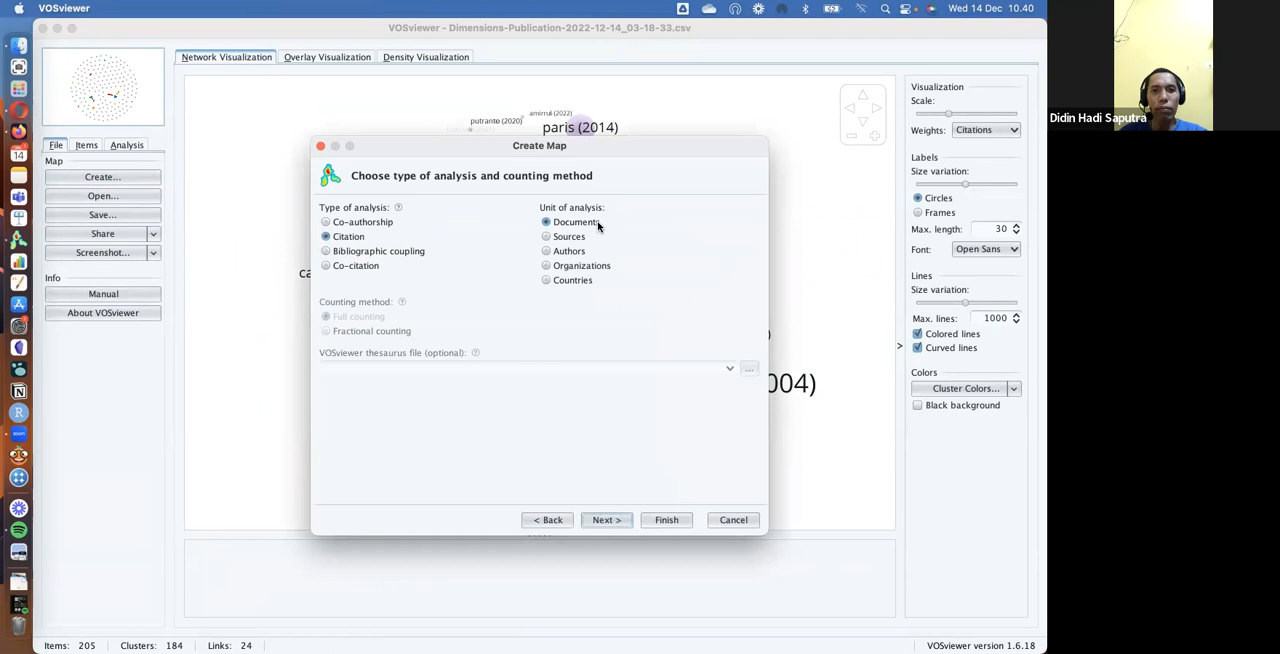 VOSviewer
Wed 14 Dec 10.40
VOSviewer - Dimensions-Publication-2022-12-14_03-18-33.csv
Network Visualization
Overlay Visualization
Density Visualization
File
Items
Analysis
Map
Create...
Open...
Save...
Share
Screenshot...
Info
Manual
About VOSviewer
amirrul (2022)
putranto (2020)
paris (2014)
ca
)
004)
Create Map
Choose type of analysis and counting method
Type of analysis:
Co-authorship
Citation
Bibliographic coupling
Co-citation
Unit of analysis:
Documents
Sources
Authors
Organizations
Countries
Counting method:
Full counting
Fractional counting
VOSviewer thesaurus file (optional):
...
< Back
Next >
Finish
Cancel
Visualization
Scale:
Weights: Citations
Labels
Size variation:
Circles
Frames
Max. length: 30
Font: Open Sans
Lines
Size variation:
Max. lines: 1000
Colored lines
Curved lines
Colors
Cluster Colors...
Black background
Items: 205 Clusters: 184 Links: 24
VOSviewer version 1.6.18
Didin Hadi Saputra